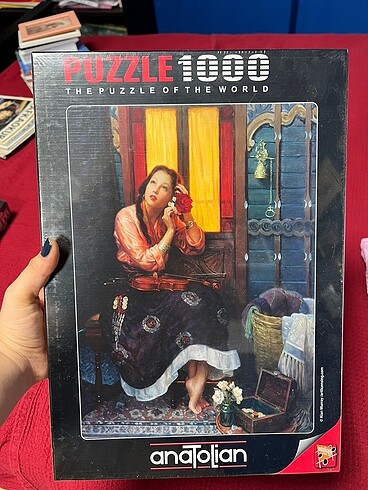 PUZZLE 1000
THE PUZZLE OF THE WORLD
anaTolian